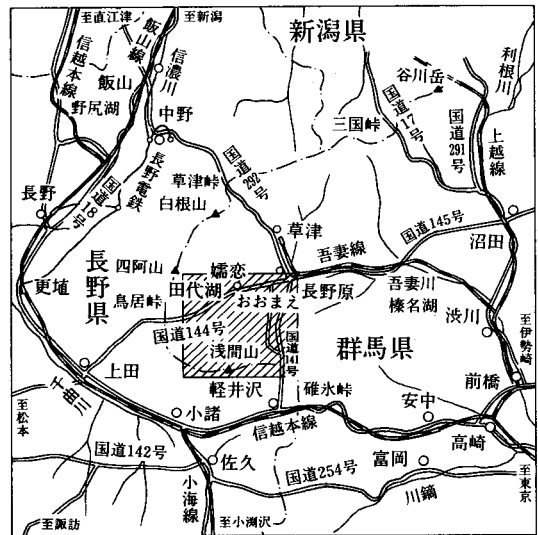 至直江津
至新潟
飯山線
信越本線
飯山
信濃川
新潟県
谷川岳
利根川
野尻湖
中野
三国峠
国道17号
国道291号
上越線
長野電鉄
国道18号
国道292号
草津峠
白根山
長野
草津
国道145号
沼田
吾妻線
四阿山
嬬恋
田代湖
おおまえ
長野原
吾妻川
榛名湖
更埴
長野県
鳥居峠
国道144号
浅間山
国道141号
群馬県
渋川
至伊勢崎
上田
千曲川
軽井沢
碓氷峠
安中
前橋
至松本
小諸
信越本線
高崎
国道142号
佐久
国道254号
富岡
至東京
小海線
川鏑
至諏訪
至小渕沢